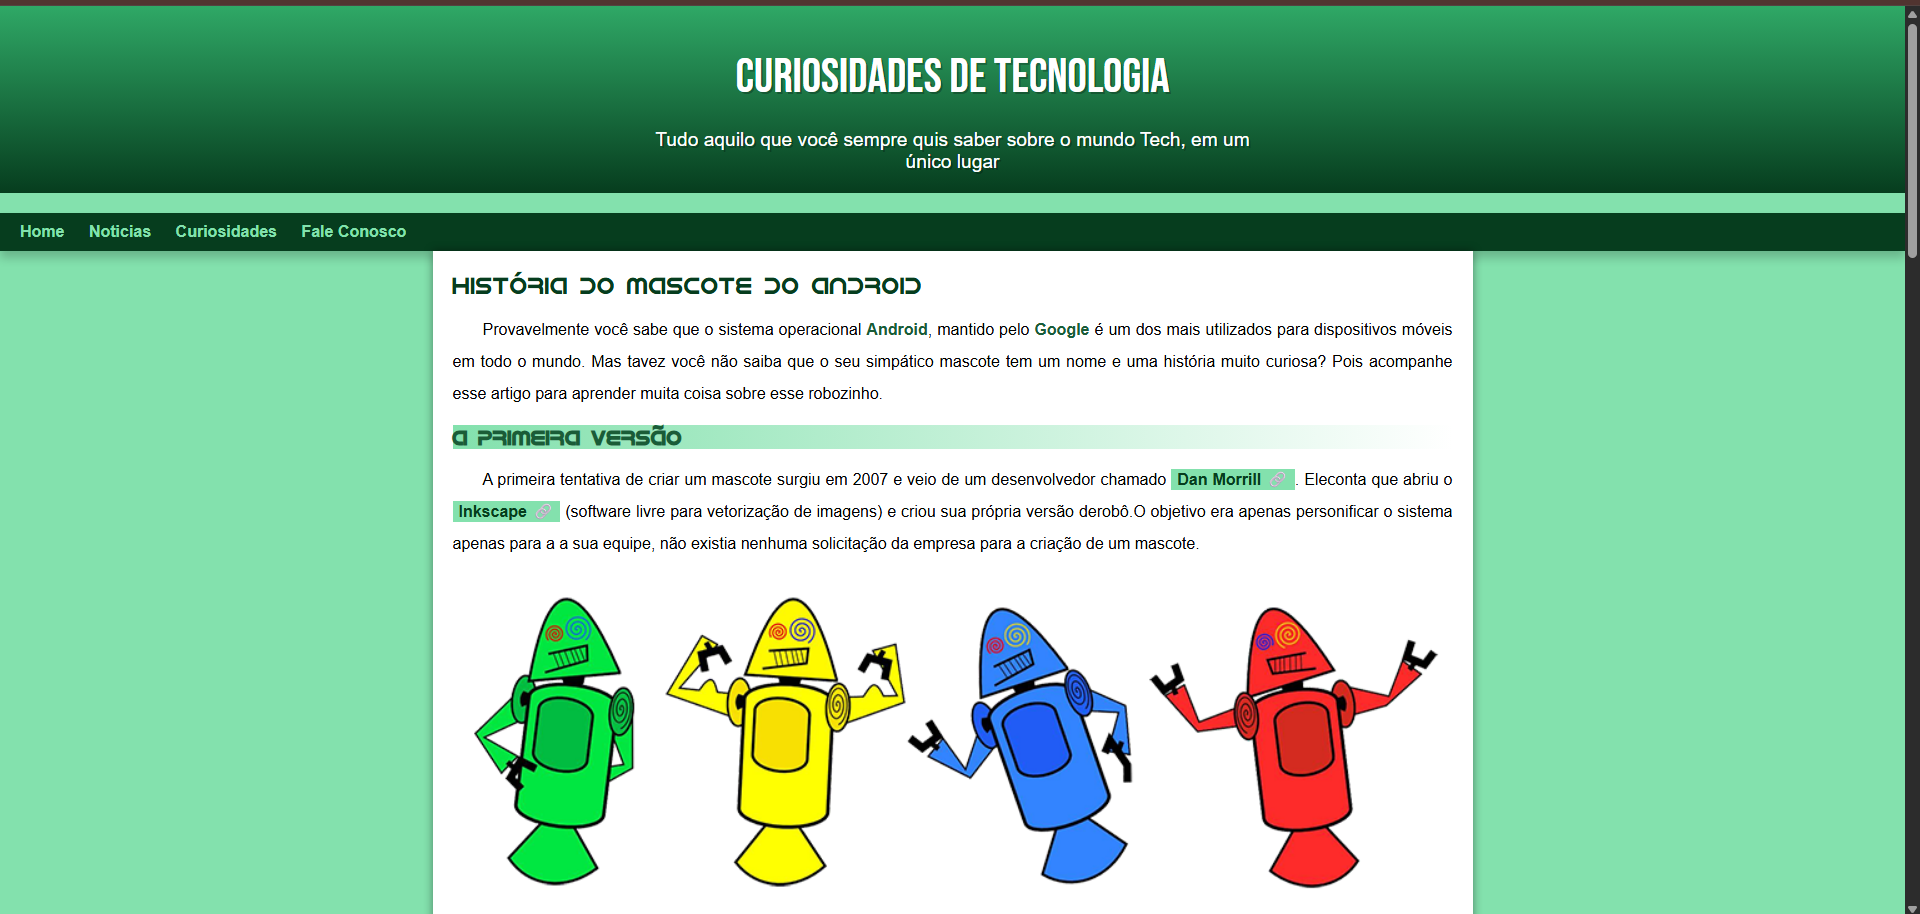 CURIOSIDADES DE TECNOLOGIA
Tudo aquilo que você sempre quis saber sobre o mundo Tech, em um
único lugar
Home Noticias Curiosidades Fale Conosco
História do Mascote do Android
Provavelmente você sabe que o sistema operacional Android, mantido pelo Google é um dos mais utilizados para dispositivos móveis
em todo o mundo. Mas tavez você não saiba que o seu simpático mascote tem um nome e uma história muito curiosa? Pois acompanhe
esse artigo para aprender muita coisa sobre esse robozinho.
A primeira versão
A primeira tentativa de criar um mascote surgiu em 2007 e veio de um desenvolvedor chamado Dan Morrill. Eleconta que abriu o
Inkscape (software livre para vetorização de imagens) e criou sua própria versão derobô.O objetivo era apenas personificar o sistema
apenas para a a sua equipe, não existia nenhuma solicitação da empresa para a criação de um mascote.